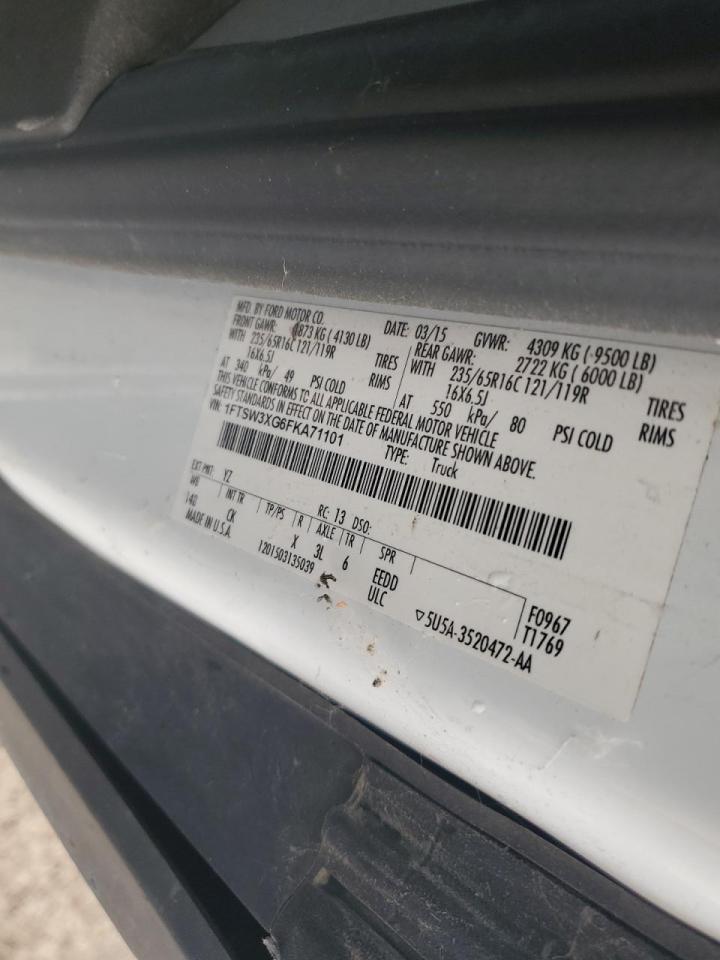 MFD. BY FORD MOTOR CO.
DATE: 03/15 GVWR: 4309 KG (-9500 LB)
FRONT GAWR: 1873 KG (4130 LB) REAR GAWR: 2722 KG (6000 LB)
WITH 235/65R16C 121/119R TIRES WITH 235/65R16C 121/119R TIRES
16X6.5J RIMS 16X6.5J RIMS
AT 340 kPa/ 49 PSI COLD AT 550 kPa/ 80 PSI COLD
THIS VEHICLE CONFORMS TO ALL APPLICABLE FEDERAL MOTOR VEHICLE
SAFETY STANDARDS IN EFFECT ON THE DATE OF MANUFACTURE SHOWN ABOVE.
VIN: 1FTSW3XG6FKA71101
TYPE: Truck
EXT PNT: YZ RC: 13 DSO:
WB INT TR TP/PS R AXLE TR SPR
140 CK X 3L 6 EEDD
MADE IN U.S.A. 1201503135039 ULC
F0967
T1769
▽5U5A-3520472-AA